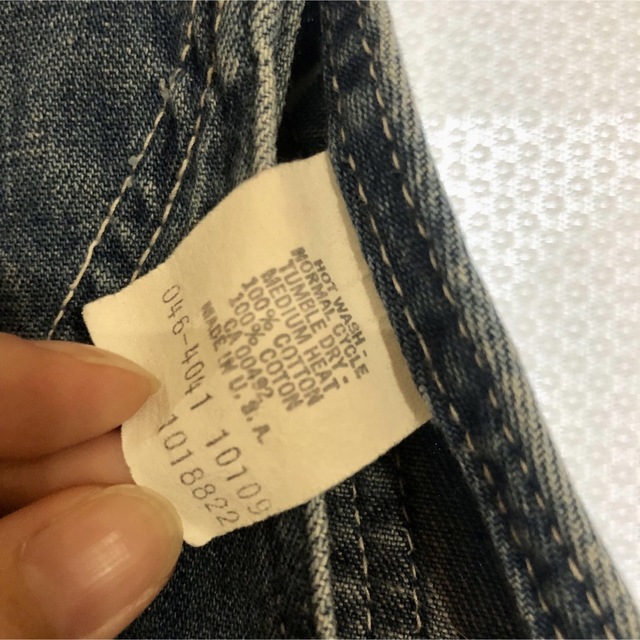 HOT WASH -
NORMAL CYCLE
TUMBLE DRY -
MEDIUM HEAT
100% COTTON
100% COTTON
CA 00492
MADE IN U.S.A.
046-4041 10109
1018822